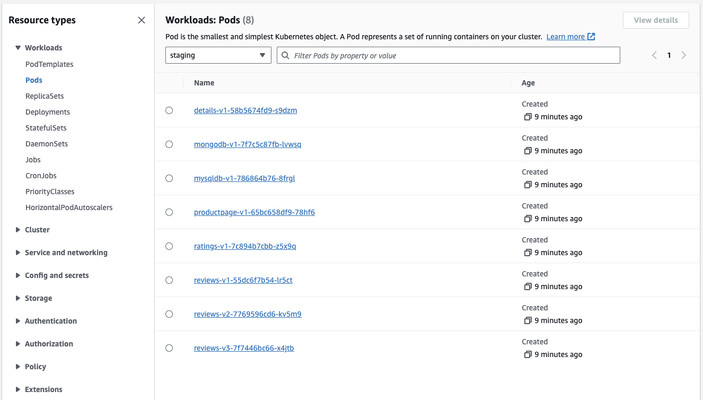 Resource types
Workloads
PodTemplates
Pods
ReplicaSets
Deployments
StatefulSets
DaemonSets
Jobs
CronJobs
PriorityClasses
HorizontalPodAutoscalers
Cluster
Service and networking
Config and secrets
Storage
Authentication
Authorization
Policy
Extensions
Workloads: Pods (8)
View details
Pod is the smallest and simplest Kubernetes object. A Pod represents a set of running containers on your cluster. Learn more
staging
Filter Pods by property or value
1
Name Age
details-v1-58b5674fd9-s9dzm Created
9 minutes ago
mongodb-v1-7f7c5c87fb-lvwsq Created
9 minutes ago
mysqldb-v1-786864b76-8frgl Created
9 minutes ago
productpage-v1-65bc658df9-78hf6 Created
9 minutes ago
ratings-v1-7c894b7cbb-z5x9q Created
9 minutes ago
reviews-v1-55dc6f7b54-lr5ct Created
9 minutes ago
reviews-v2-7769596cd6-kv5m9 Created
9 minutes ago
reviews-v3-7f7446bc66-x4jtb Created
9 minutes ago